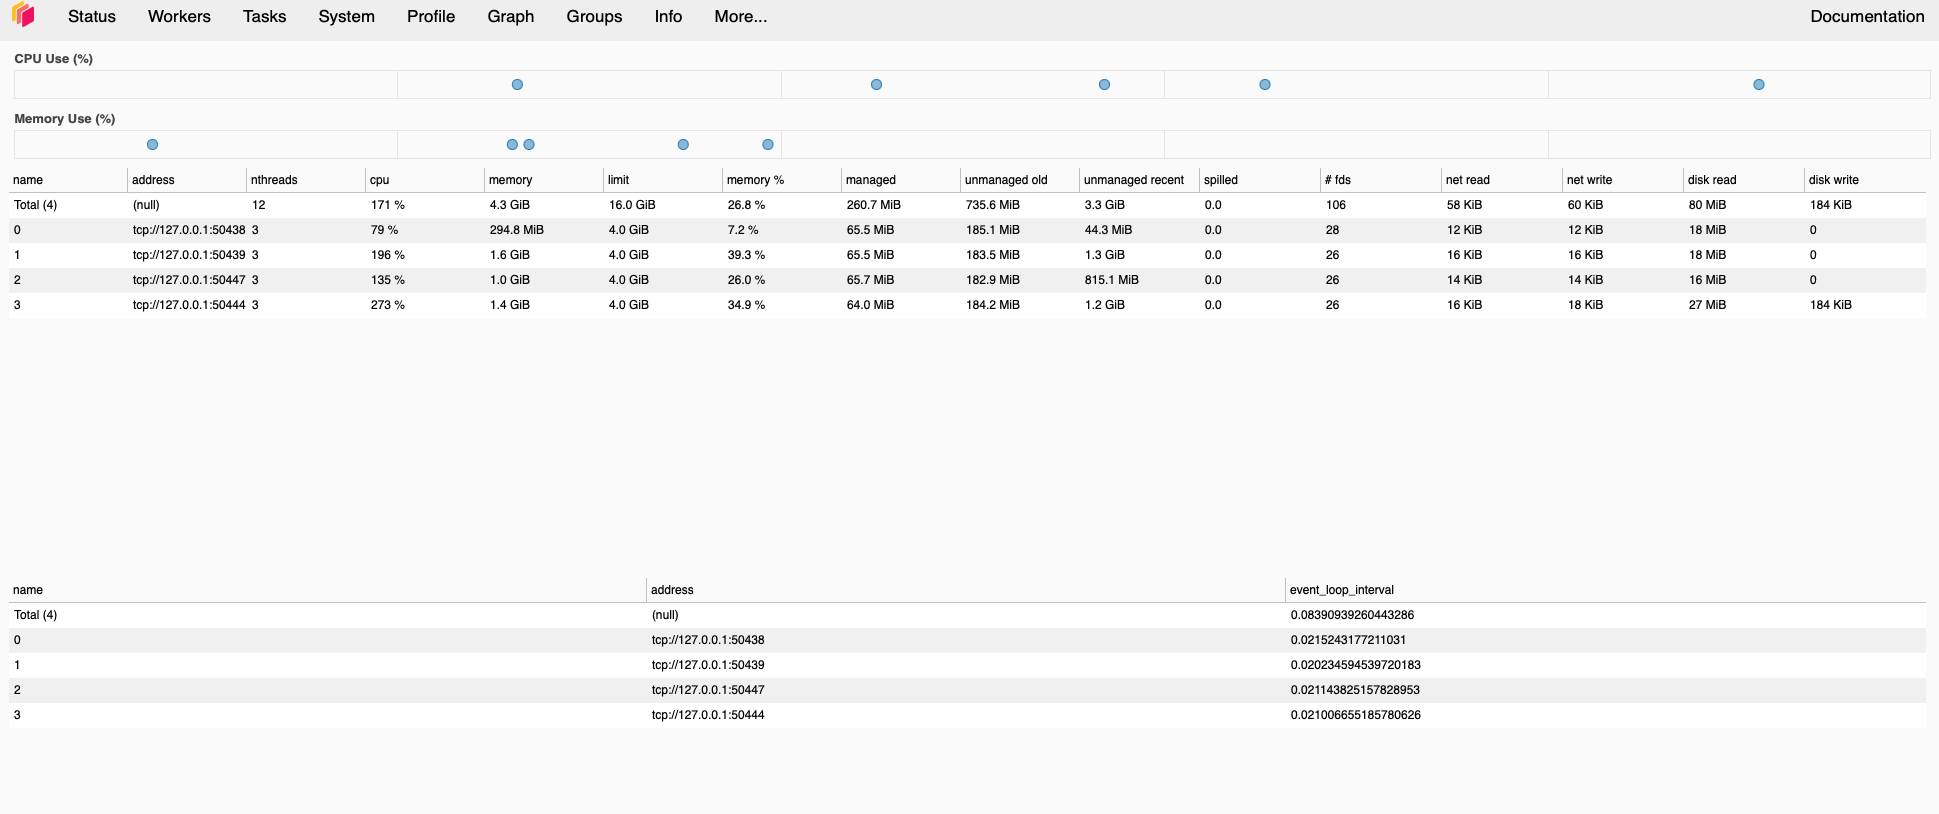 Status Workers Tasks System Profile Graph Groups Info More... Documentation
CPU Use (%)
Memory Use (%)
name address nthreads cpu memory limit memory % managed unmanaged old unmanaged recent spilled # fds net read net write disk read disk write
Total (4) (null) 12 171 % 4.3 GiB 16.0 GiB 26.8 % 260.7 MiB 735.6 MiB 3.3 GiB 0.0 106 58 KiB 60 KiB 80 MiB 184 KiB
0 tcp://127.0.0.1:50438 3 79 % 294.8 MiB 4.0 GiB 7.2 % 65.5 MiB 185.1 MiB 44.3 MiB 0.0 28 12 KiB 12 KiB 18 MiB 0
1 tcp://127.0.0.1:50439 3 196 % 1.6 GiB 4.0 GiB 39.3 % 65.5 MiB 183.5 MiB 1.3 GiB 0.0 26 16 KiB 16 KiB 18 MiB 0
2 tcp://127.0.0.1:50447 3 135 % 1.0 GiB 4.0 GiB 26.0 % 65.7 MiB 182.9 MiB 815.1 MiB 0.0 26 14 KiB 14 KiB 16 MiB 0
3 tcp://127.0.0.1:50444 3 273 % 1.4 GiB 4.0 GiB 34.9 % 64.0 MiB 184.2 MiB 1.2 GiB 0.0 26 16 KiB 18 KiB 27 MiB 184 KiB
name address event_loop_interval
Total (4) (null) 0.08390939260443286
0 tcp://127.0.0.1:50438 0.0215243177211031
1 tcp://127.0.0.1:50439 0.020234594539720183
2 tcp://127.0.0.1:50447 0.021143825157828953
3 tcp://127.0.0.1:50444 0.021006655185780626